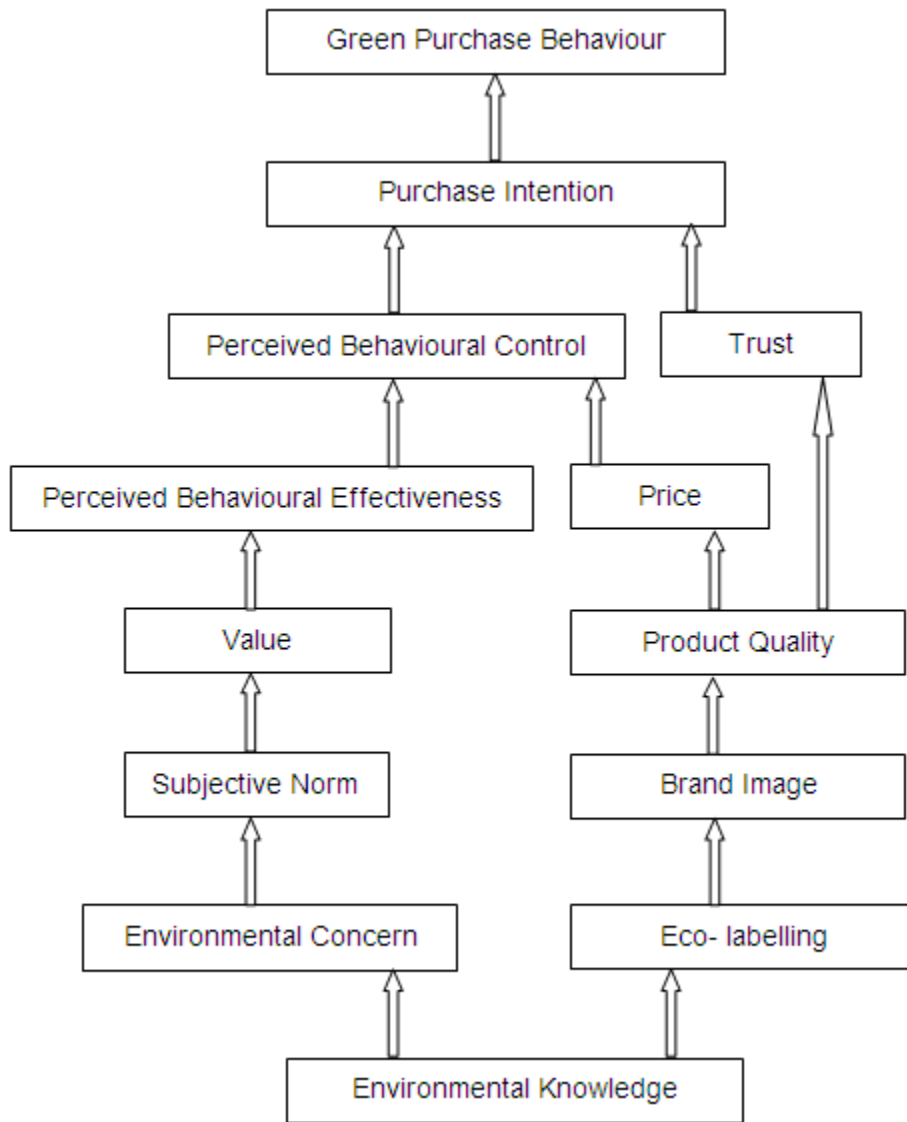 Green Purchase Behaviour
Purchase Intention
Perceived Behavioural Control
Trust
Perceived Behavioural Effectiveness
Price
Value
Product Quality
Subjective Norm
Brand Image
Environmental Concern
Eco- labelling
Environmental Knowledge